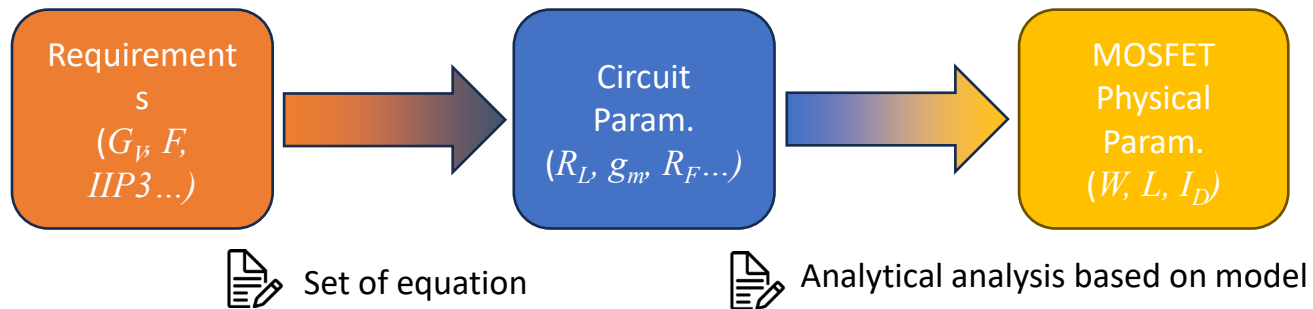 Requirement
s
(G_V, F,
IIP3...)
Circuit
Param.
(R_L, g_m, R_F...)
MOSFET
Physical
Param.
(W, L, I_D)
Set of equation
Analytical analysis based on model